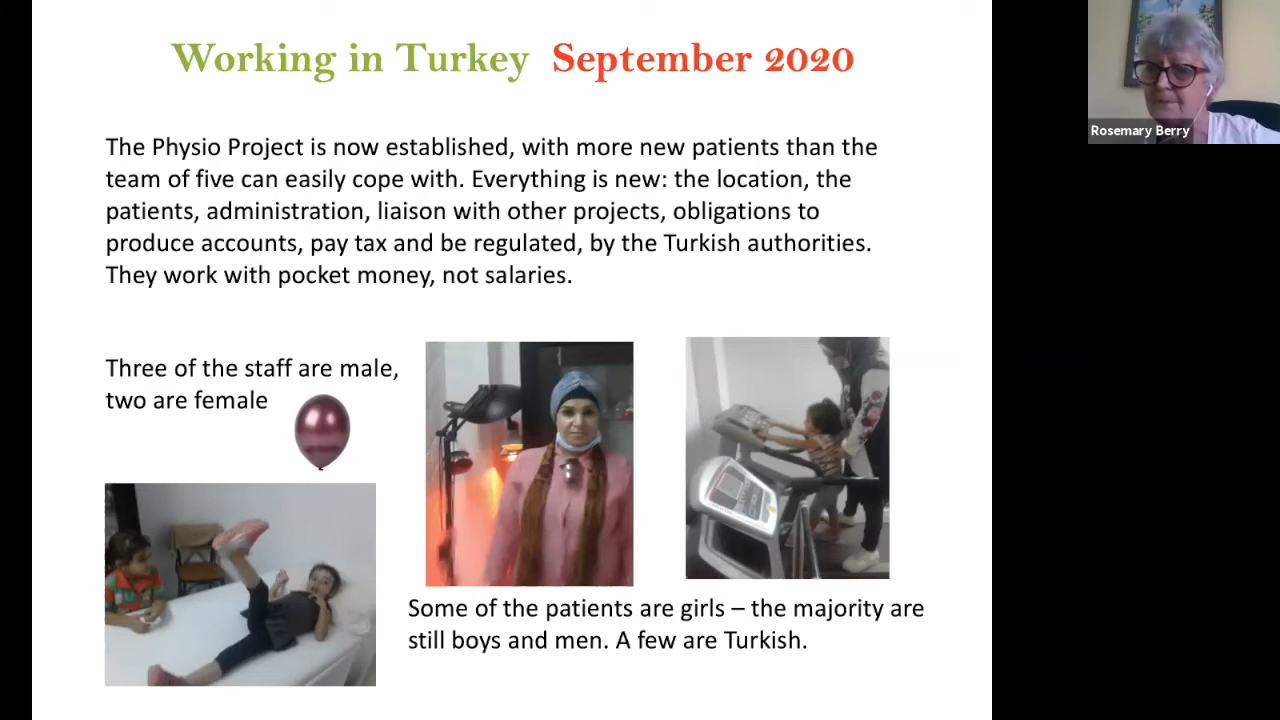 Working in Turkey September 2020
Rosemary Berry
The Physio Project is now established, with more new patients than the
team of five can easily cope with. Everything is new: the location, the
patients, administration, liaison with other projects, obligations to
produce accounts, pay tax and be regulated, by the Turkish authorities.
They work with pocket money, not salaries.
Three of the staff are male,
two are female
Some of the patients are girls – the majority are
still boys and men. A few are Turkish.